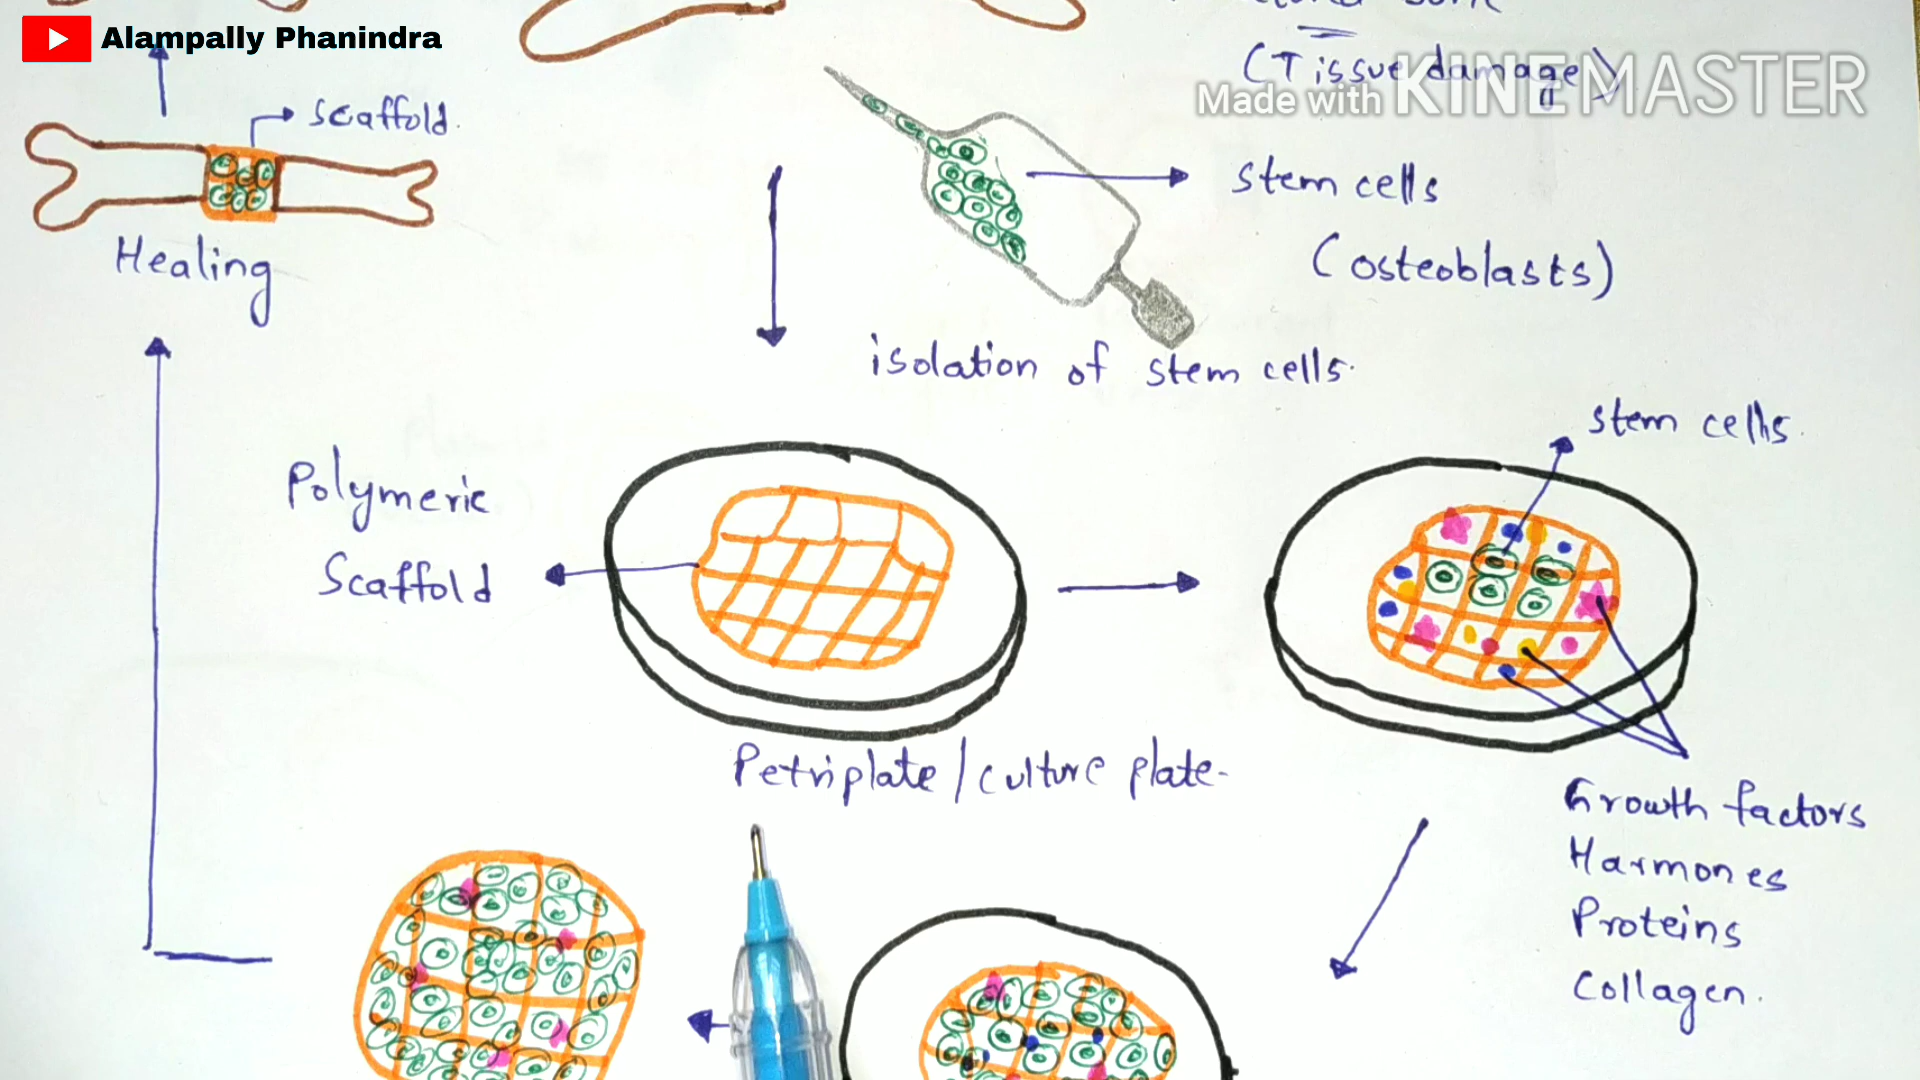 Alampally Phanindra
(Tissue damage)
Made with KINEMASTER
scaffold.
stem cells
(osteoblasts)
Healing
isolation of stem cells.
stem cells.
Polymeric
Scaffold
Petriplate / culture plate-
Growth factors
Harmones
Proteins
Collagen.